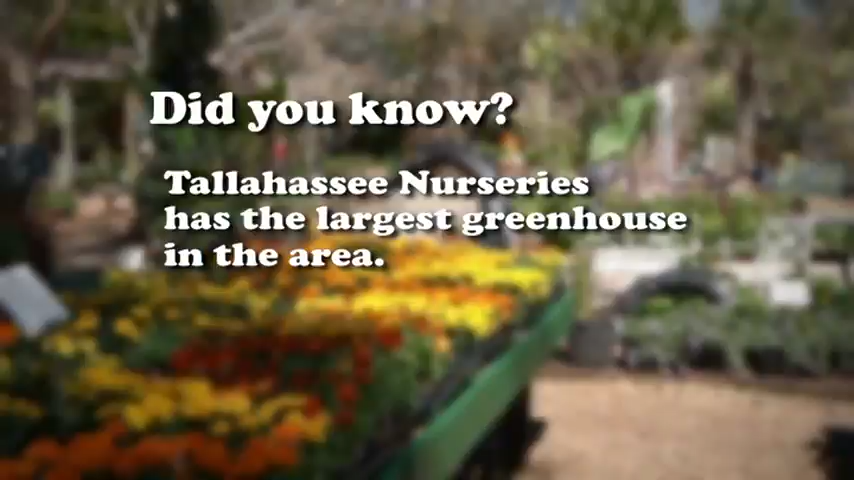 Did you know?
Tallahassee Nurseries
has the largest greenhouse
in the area.